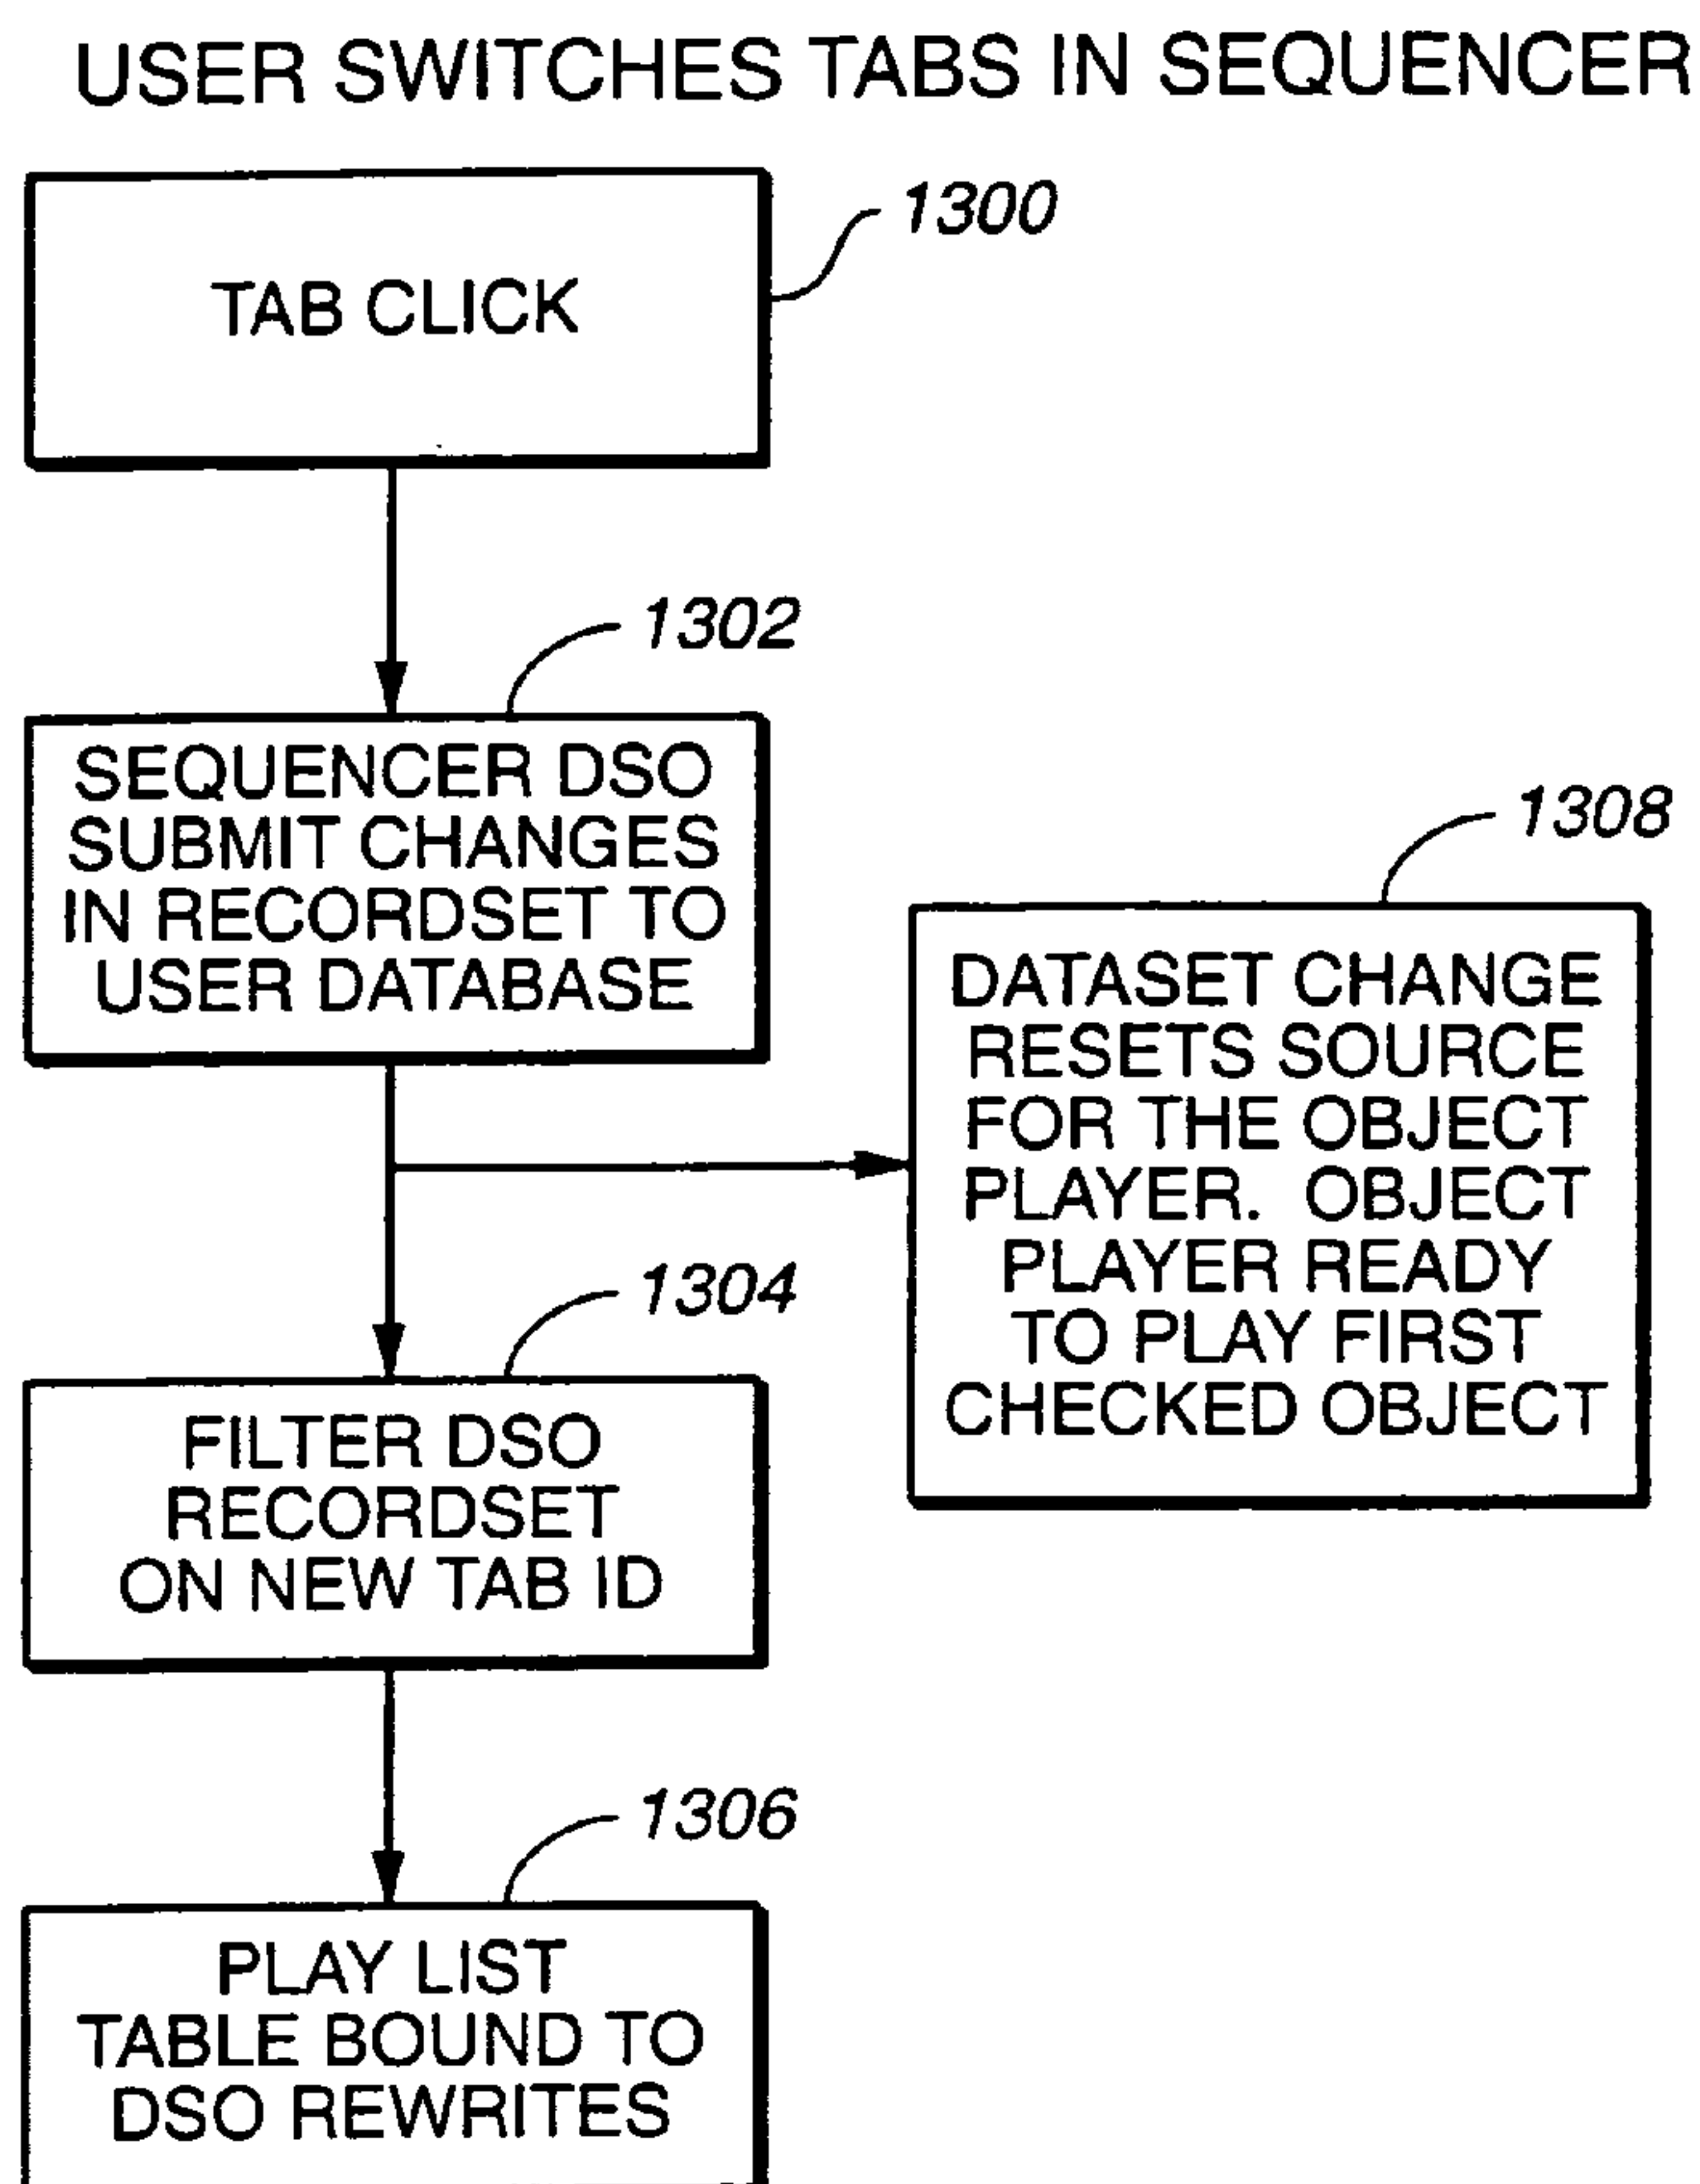 USER SWITCHES TABS IN SEQUENCER
TAB CLICK
1300
1302
SEQUENCER DSO
SUBMIT CHANGES
IN RECORDSET TO
USER DATABASE
1308
DATASET CHANGE
RESETS SOURCE
FOR THE OBJECT
PLAYER. OBJECT
PLAYER READY
TO PLAY FIRST
CHECKED OBJECT
1304
FILTER DSO
RECORDSET
ON NEW TAB ID
1306
PLAY LIST
TABLE BOUND TO
DSO REWRITES